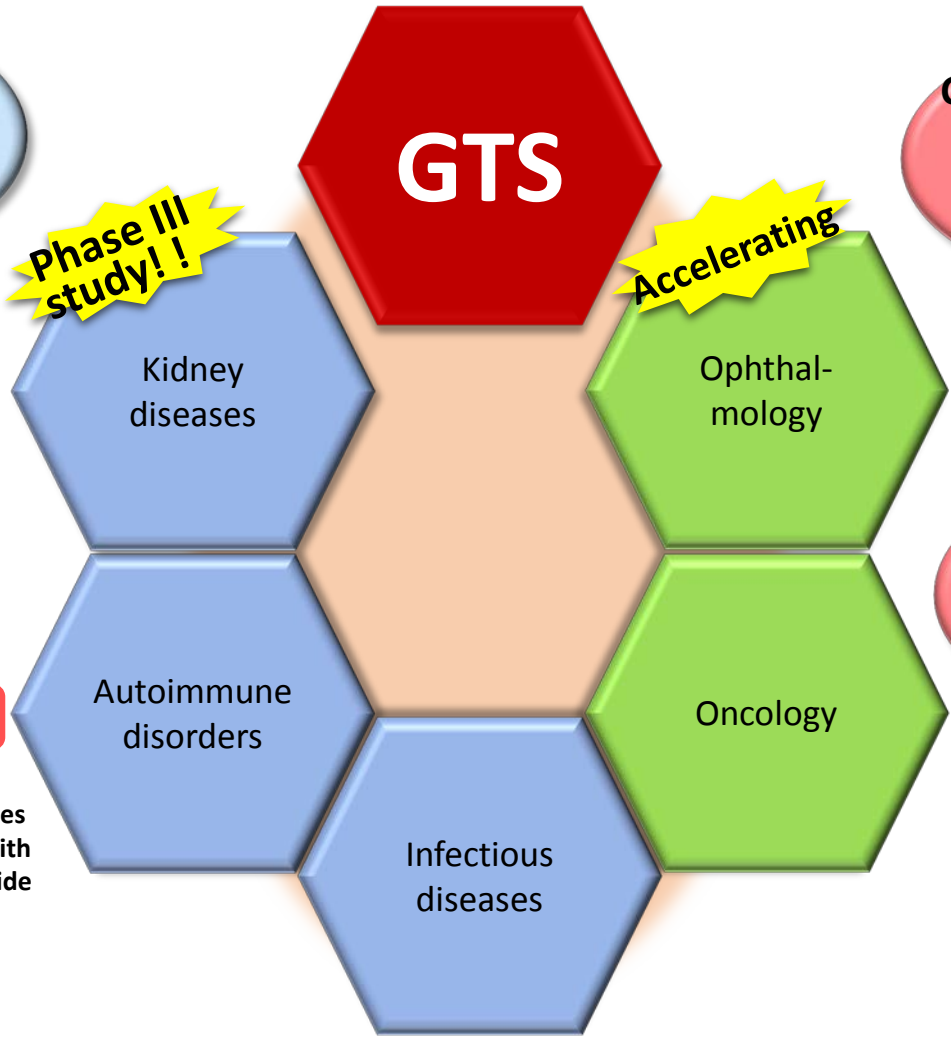 GTS
Phase III
study! !
Accelerating
Kidney
diseases
Ophthal-
mology
Autoimmune
disorders
Oncology
Infectious
diseases